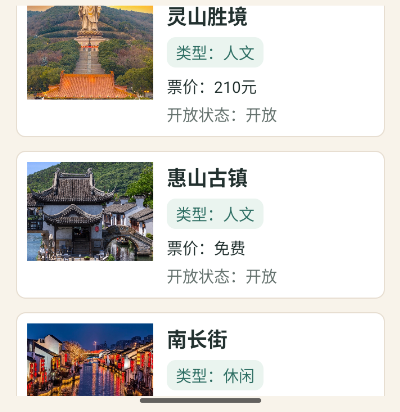 灵山胜境
类型：人文
票价：210元
开放状态：开放
惠山古镇
类型：人文
票价：免费
开放状态：开放
南长街
类型：休闲